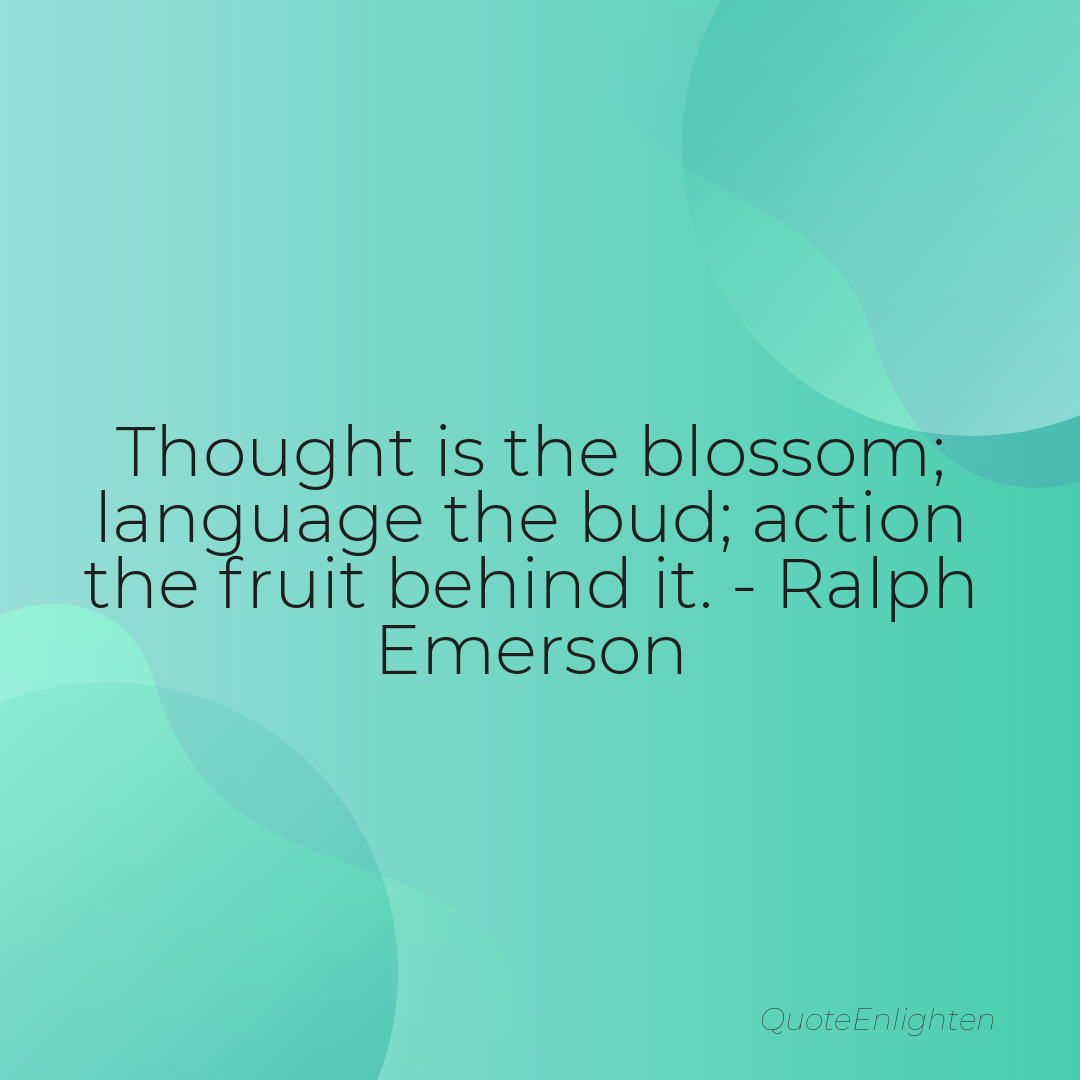 Thought is the blossom;
language the bud; action
the fruit behind it. - Ralph
Emerson
QuoteEnlighten